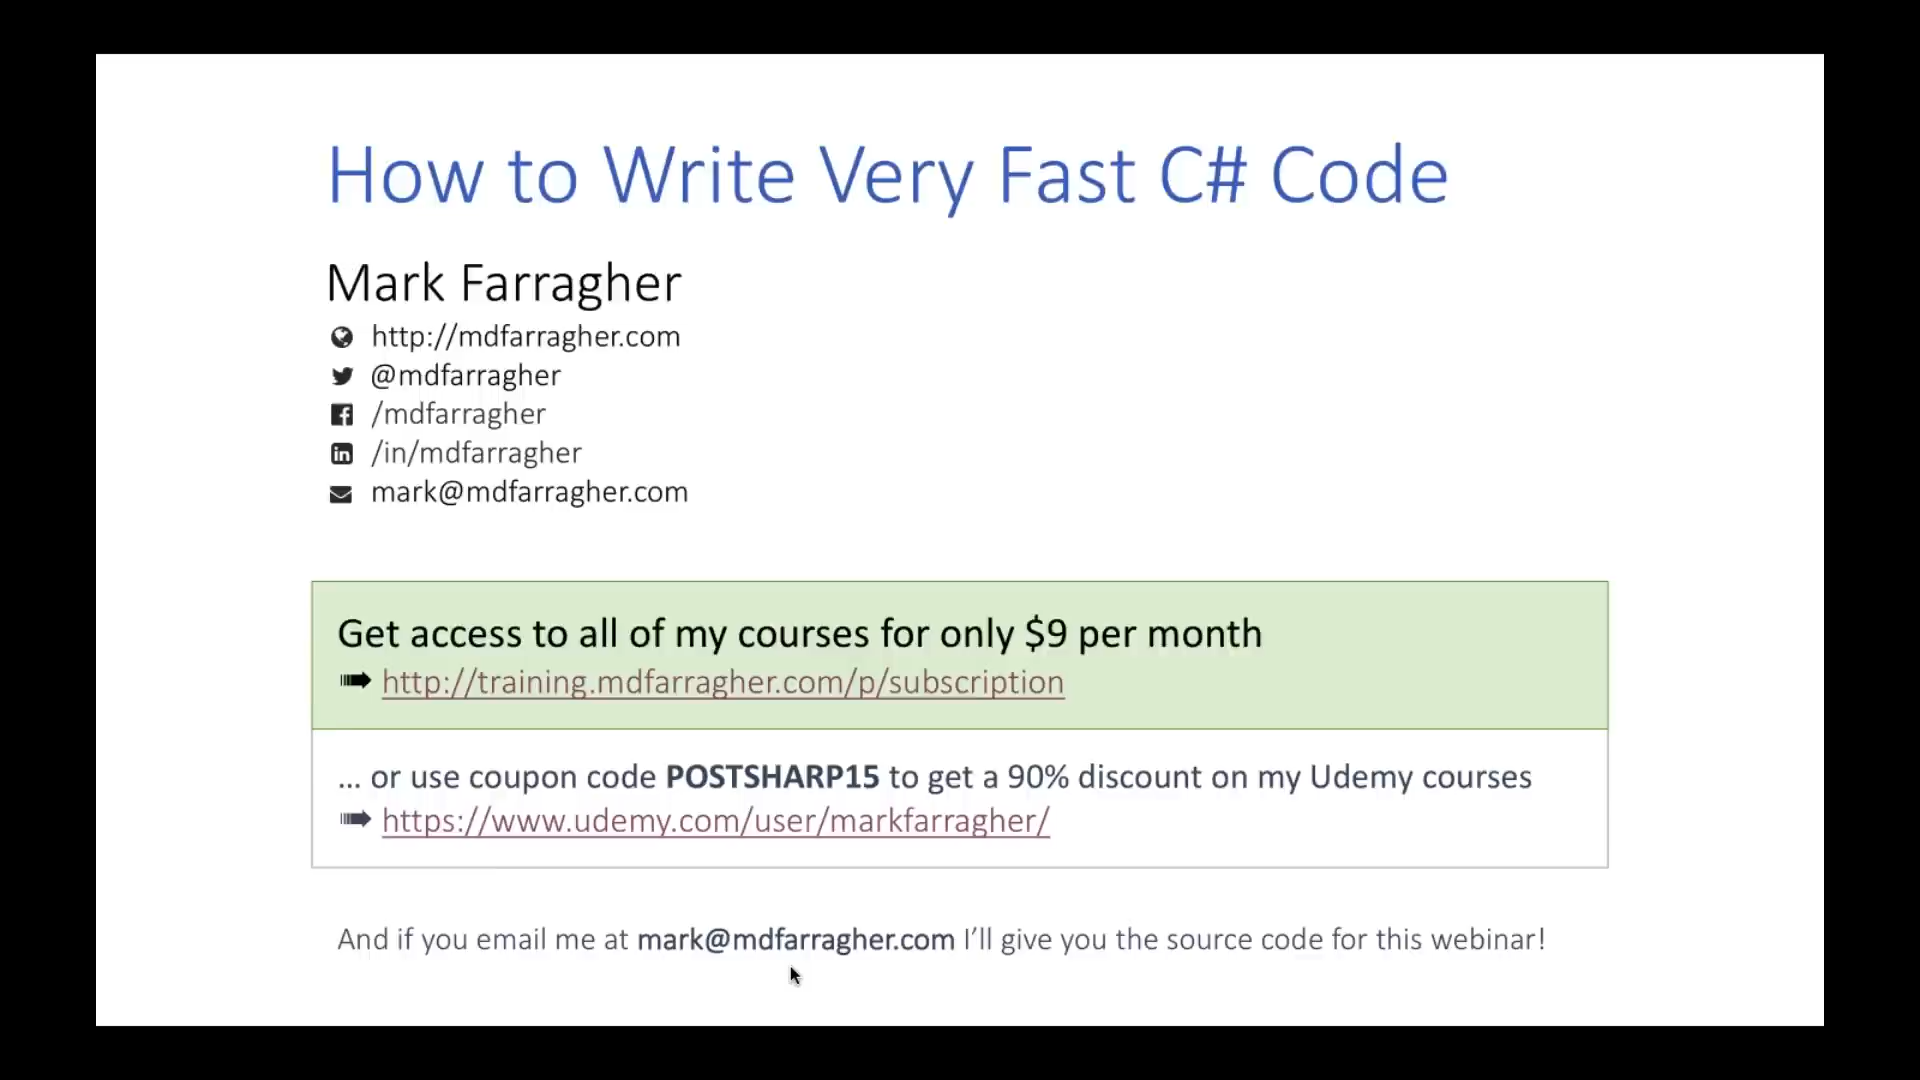 How to Write Very Fast C# Code
Mark Farragher
http://mdfarragher.com
@mdfarragher
/mdfarragher
/in/mdfarragher
mark@mdfarragher.com
Get access to all of my courses for only $9 per month
http://training.mdfarragher.com/p/subscription
... or use coupon code POSTSHARP15 to get a 90% discount on my Udemy courses
https://www.udemy.com/user/markfarragher/
And if you email me at mark@mdfarragher.com I'll give you the source code for this webinar!